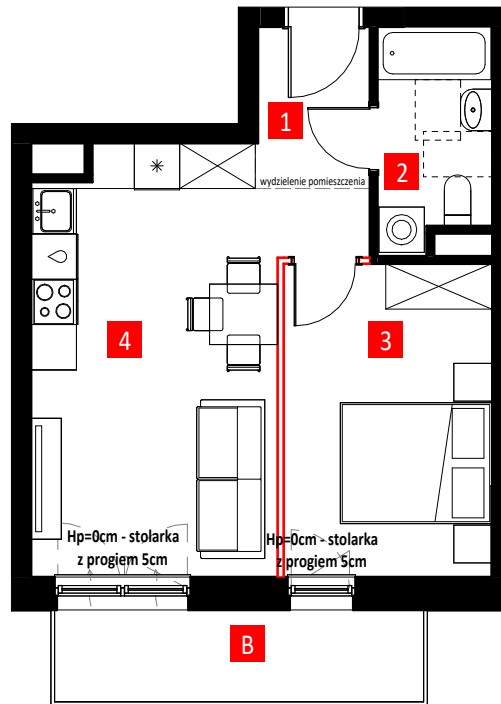 1
2
wydzielenie pomieszczenia
4
3
Hp=0cm - stolarka
z progiem 5cm
Hp=0cm - stolarka
z progiem 5cm
B